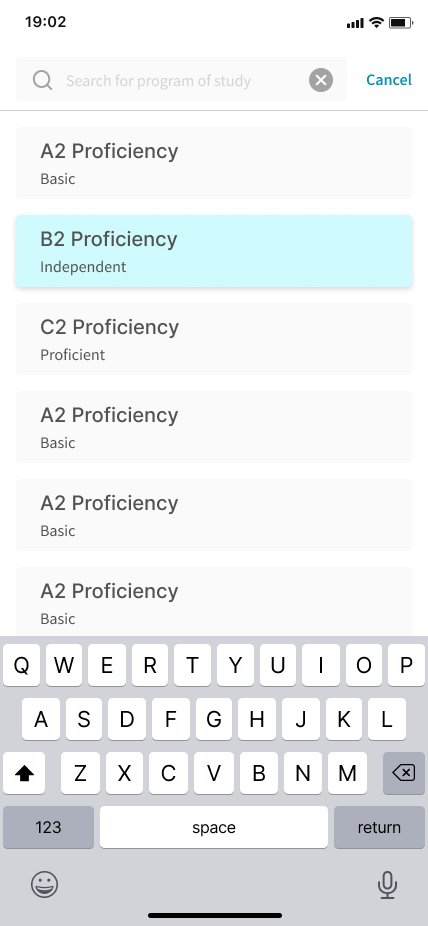 19:02
Search for program of study
Cancel
A2 Proficiency
Basic
B2 Proficiency
Independent
C2 Proficiency
Proficient
A2 Proficiency
Basic
A2 Proficiency
Basic
A2 Proficiency
Basic
Q W E R T Y U I O P
A S D F G H J K L
Z X C V B N M
123 space return